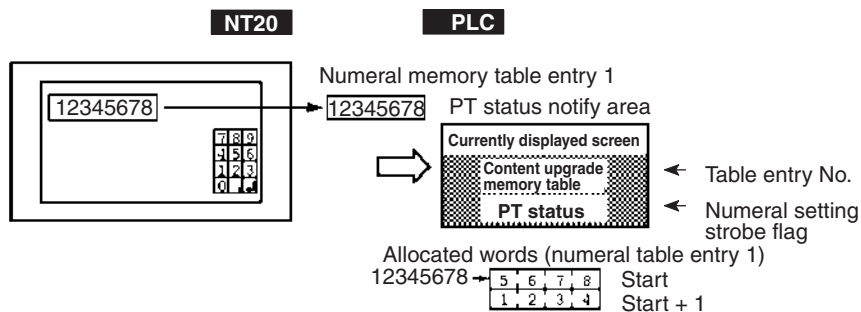 NT20 PLC
Numeral memory table entry 1
12345678 12345678 PT status notify area
Currently displayed screen
7 8 9
4 5 6
1 2 3
0 .
Content upgrade
memory table
Table entry No.
PT status
Numeral setting
strobe flag
Allocated words (numeral table entry 1)
12345678 5 6 7 8 Start
1 2 3 4 Start + 1